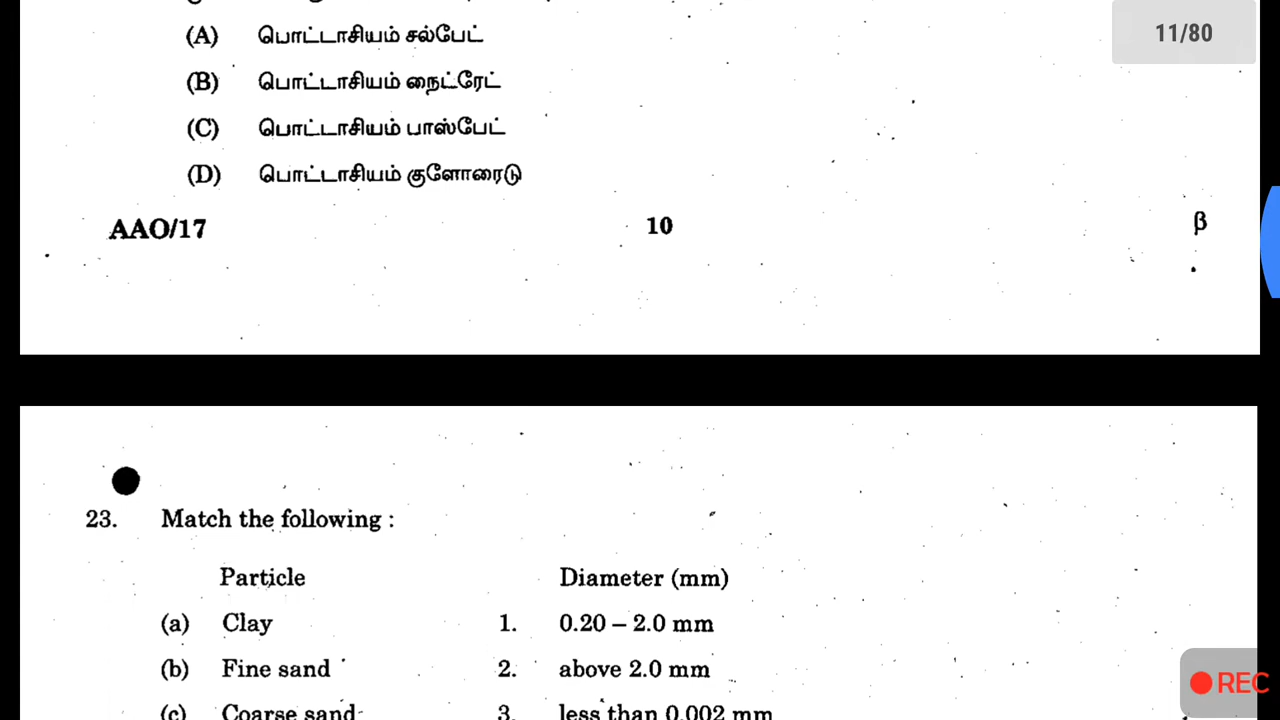 (A) பொட்டாசியம் சல்பேட்
11/80
(B) பொட்டாசியம் நைட்ரேட்
(C) பொட்டாசியம் பாஸ்பேட்
(D) பொட்டாசியம் குளோரைடு
AAO/17 10 β
23. Match the following :
Particle Diameter (mm)
(a) Clay 1. 0.20 – 2.0 mm
(b) Fine sand 2. above 2.0 mm
(c) Coarse sand 3. less than 0.002 mm
REC